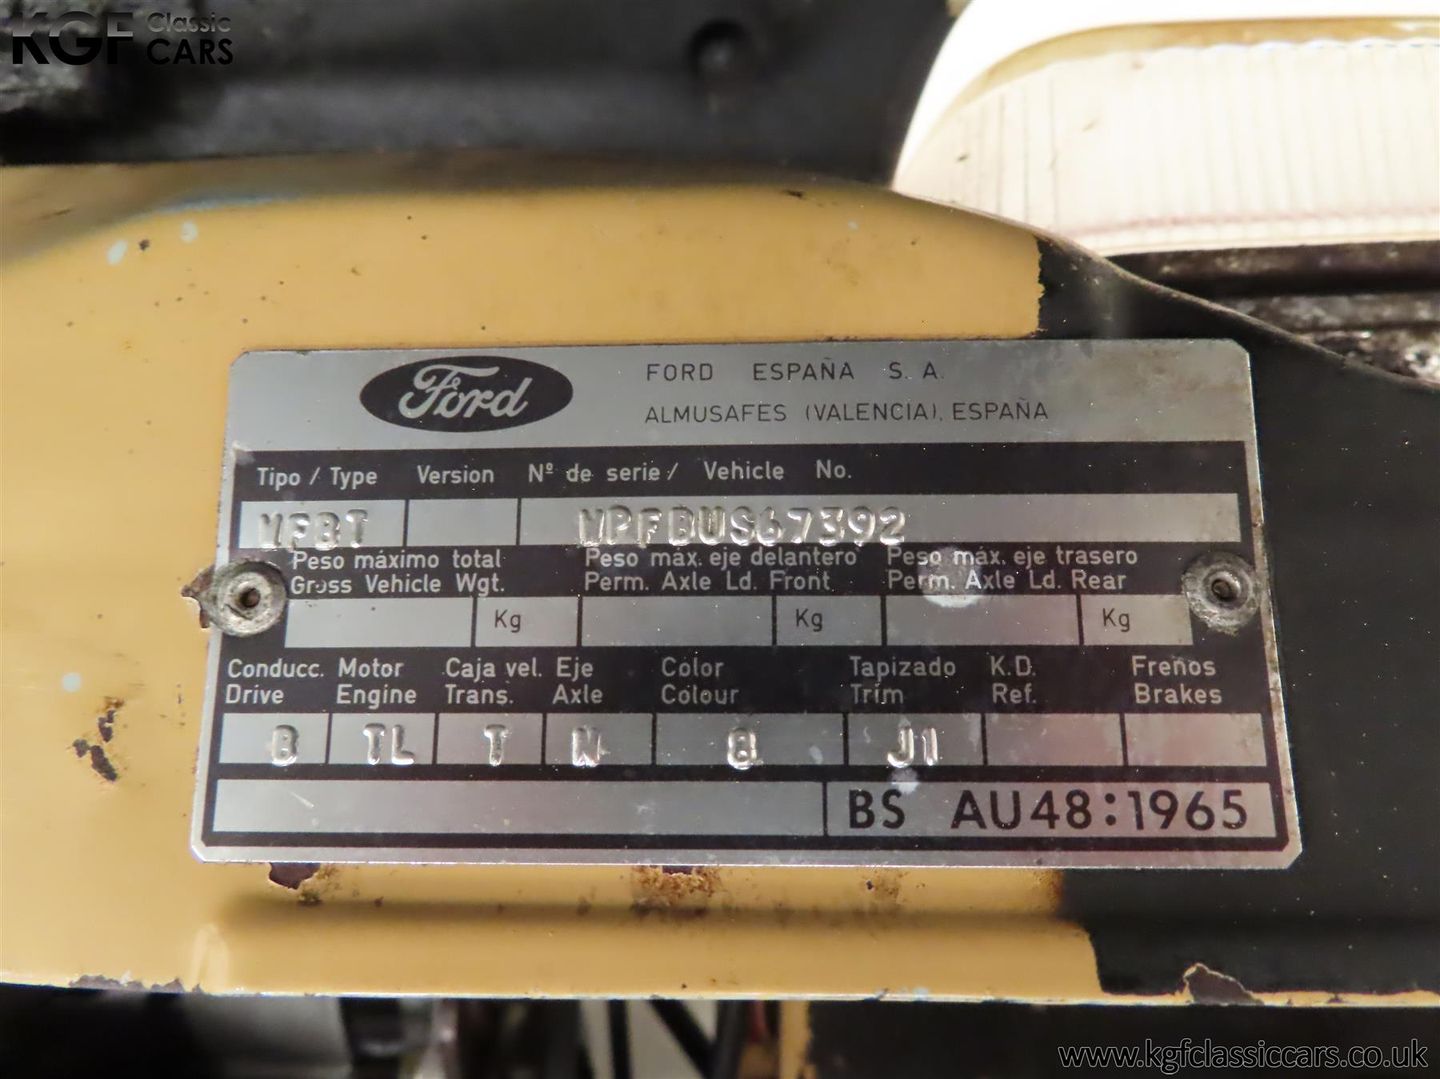 KGF Classic CARS
Ford
FORD ESPAÑA S. A.
ALMUSAFES (VALENCIA). ESPAÑA
Tipo / Type Version Nº de serie / Vehicle No.
WFBT WPFBWS67392
Peso máximo total Peso máx. eje delantero Peso máx. eje trasero
Gross Vehicle Wgt. Perm. Axle Ld. Front Perm. Axle Ld. Rear
Kg Kg Kg
Conducc. Motor Caja vel. Eje Color Tapizado K.D. Frenos
Drive Engine Trans. Axle Colour Trim Ref. Brakes
B TL T N 8 J1
BS AU48:1965
www.kgfclassiccars.co.uk